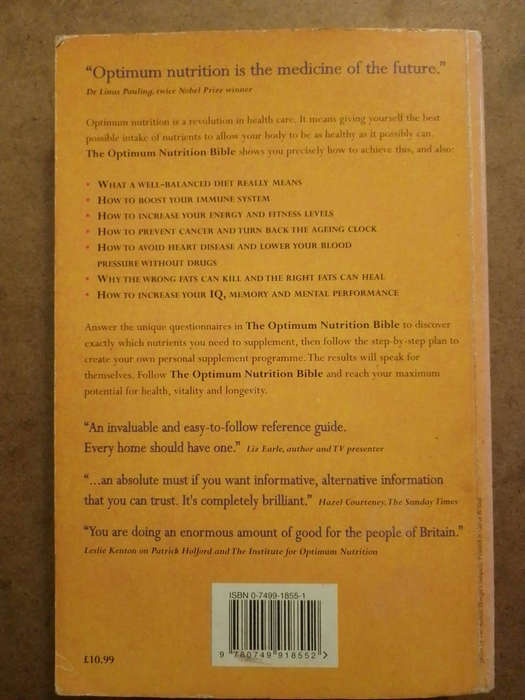 “Optimum nutrition is the medicine of the future.”
Dr Linus Pauling, twice Nobel Prize winner
Optimum nutrition is a revolution in health care. It means giving yourself the best
possible intake of nutrients to allow your body to be as healthy as it possibly can.
The Optimum Nutrition Bible shows you precisely how to achieve this, and also:
• What a well-balanced diet really means
• How to boost your immune system
• How to increase your energy and fitness levels
• How to prevent cancer and turn back the ageing clock
• How to avoid heart disease and lower your blood
pressure without drugs
• Why the wrong fats can kill and the right fats can heal
• How to increase your IQ, memory and mental performance
Answer the unique questionnaires in The Optimum Nutrition Bible to discover
exactly which nutrients you need to supplement, then follow the step-by-step plan to
create your own personal supplement programme. The results will speak for
themselves. Follow The Optimum Nutrition Bible and reach your maximum
potential for health, vitality and longevity.
“An invaluable and easy-to-follow reference guide.
Every home should have one.” Liz Earle, author and TV presenter
“...an absolute must if you want informative, alternative information
that you can trust. It's completely brilliant.” Hazel Courteney, The Sunday Times
“You are doing an enormous amount of good for the people of Britain.”
Leslie Kenton on Patrick Holford and The Institute for Optimum Nutrition
ISBN 0-7499-1855-1
9 780749 918552 >
£10.99